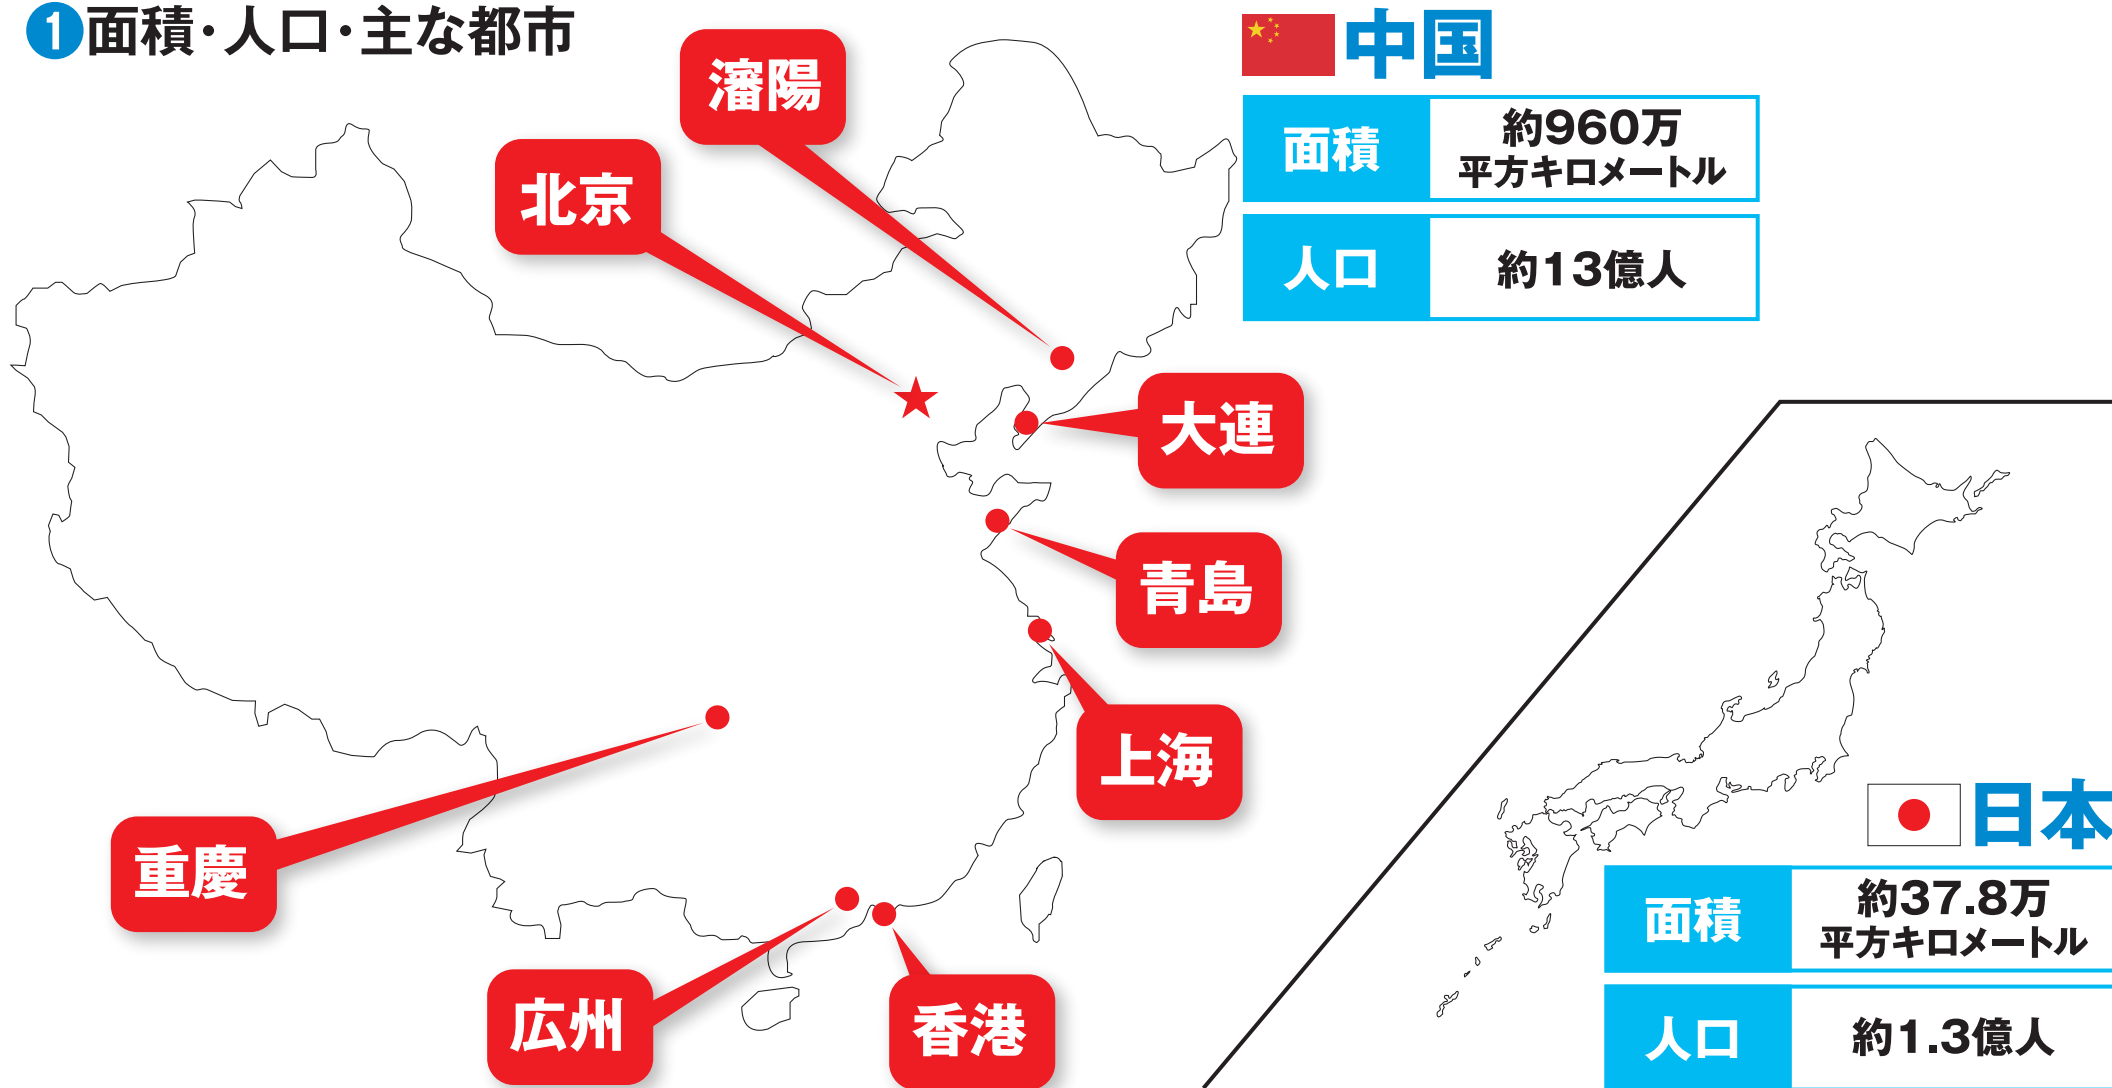 ❶面積・人口・主な都市
中国
面積
約960万
平方キロメートル
人口
約13億人
瀋陽
北京
大連
青島
上海
重慶
広州
香港
日本
面積
約37.8万
平方キロメートル
人口
約1.3億人